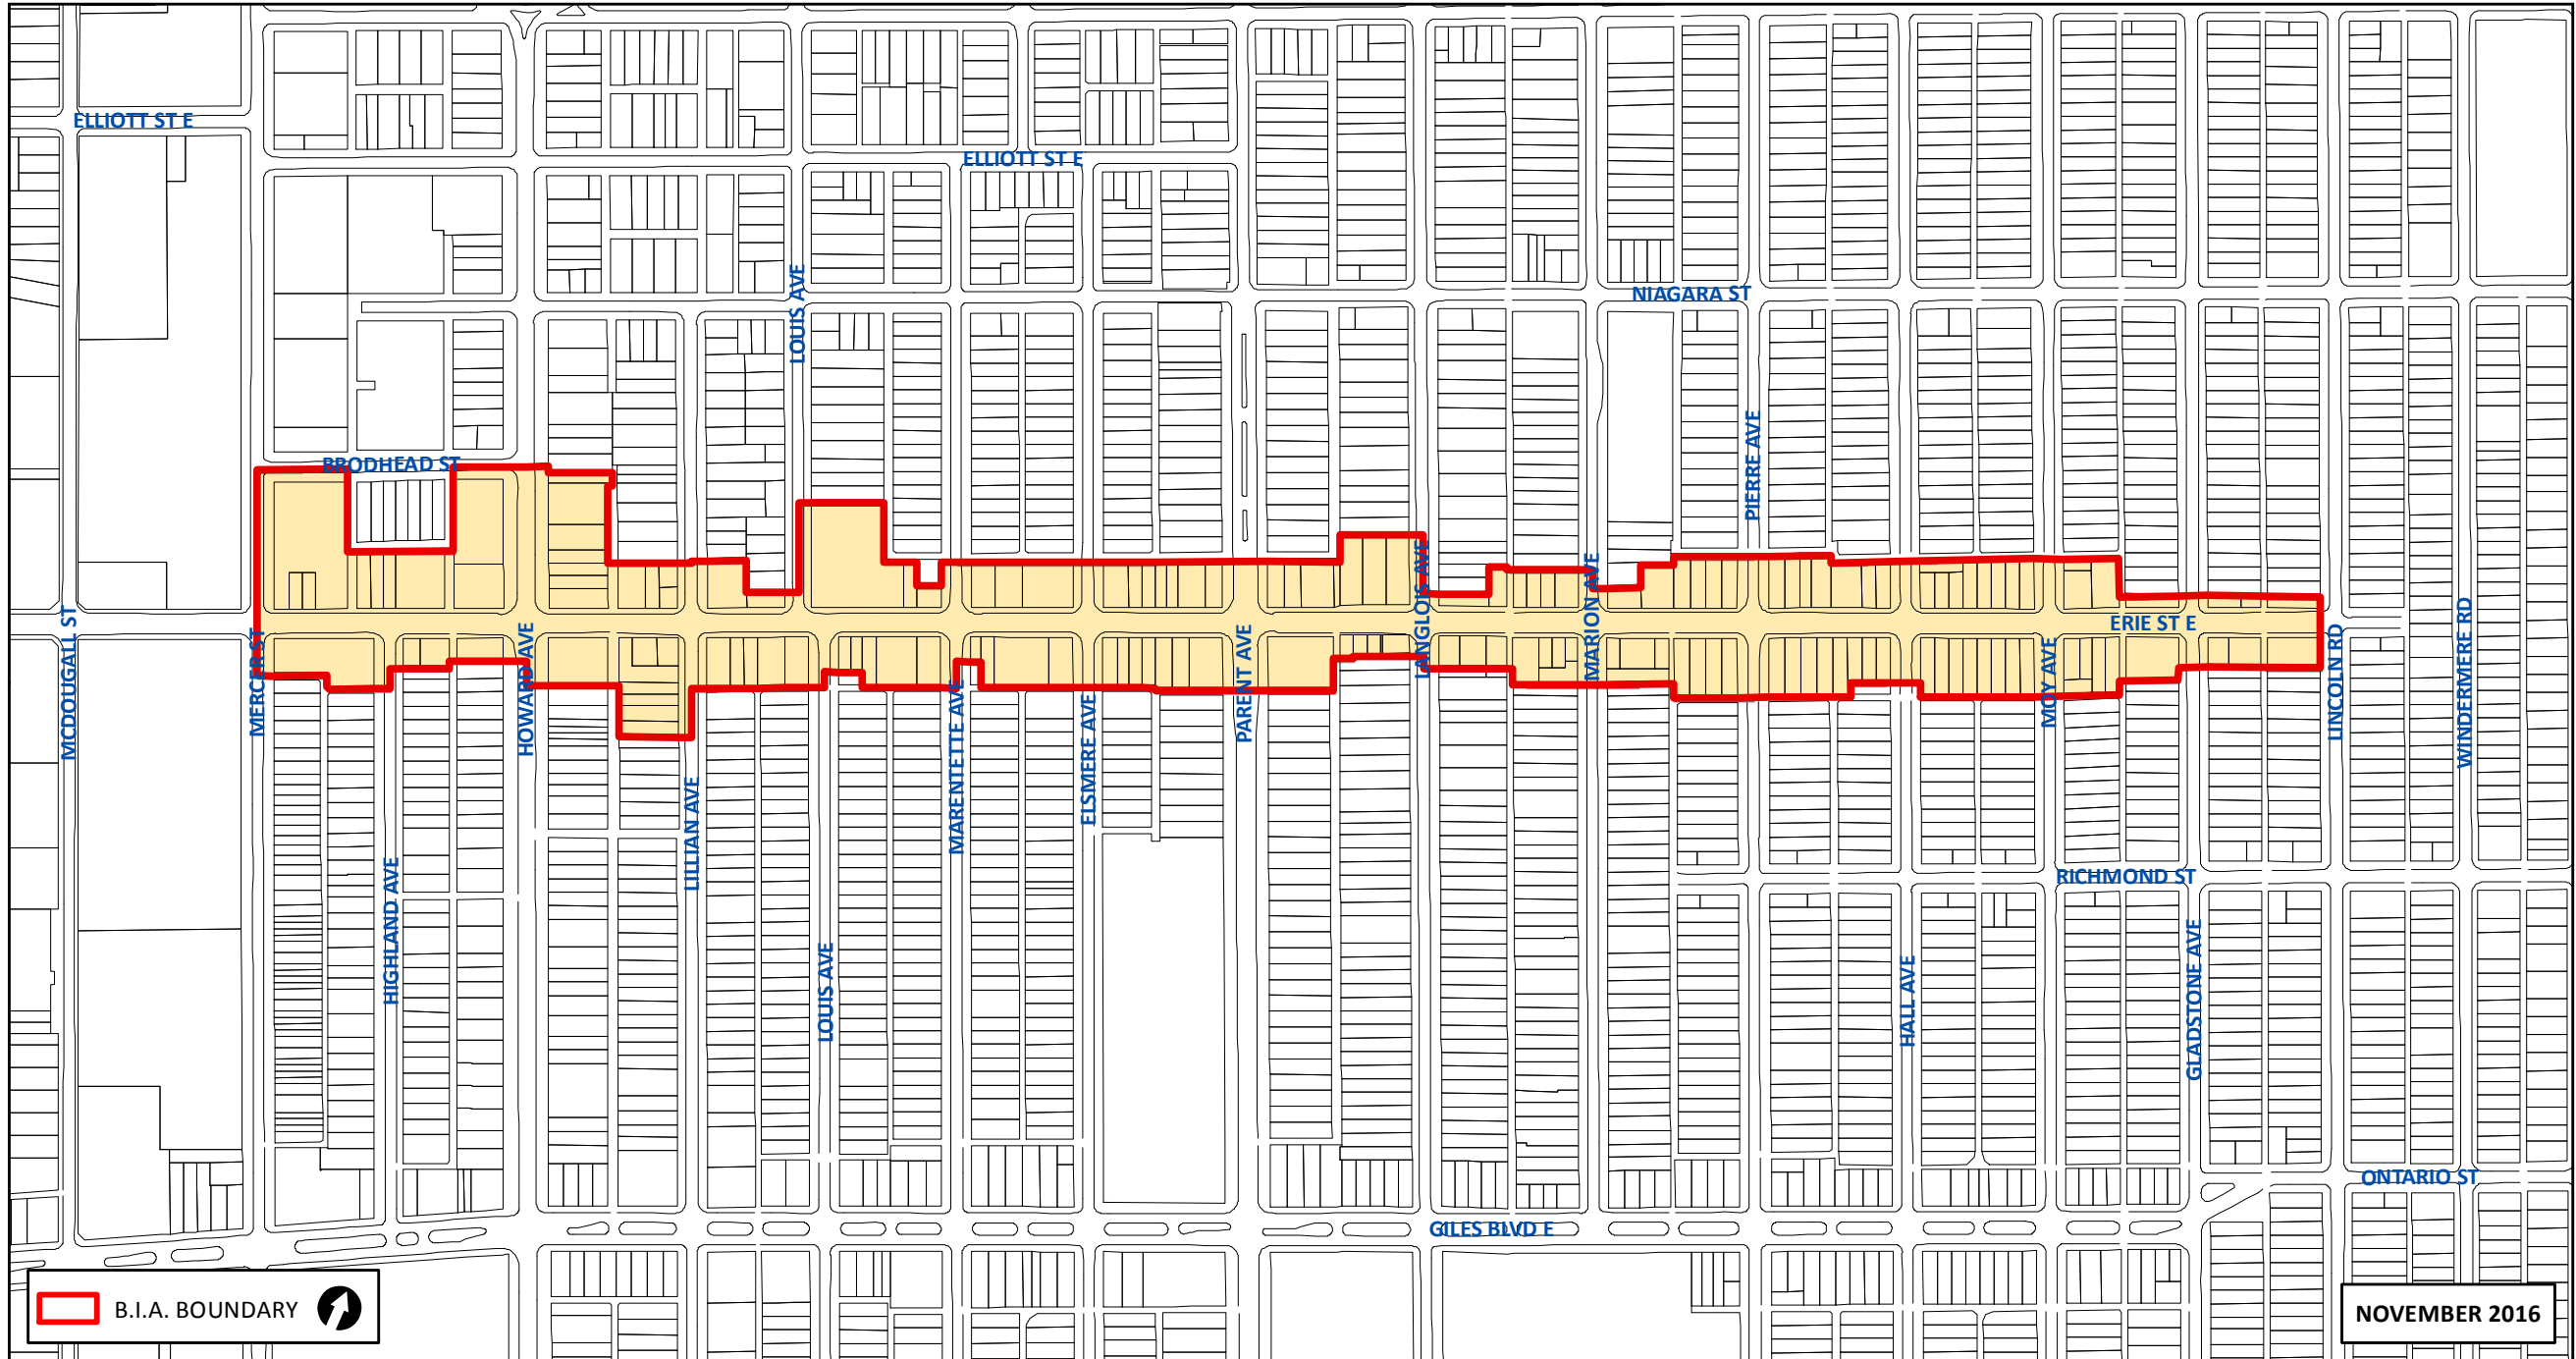 ELLIOTT ST E
ELLIOTT ST E
LOUIS AVE
NIAGARA ST
BRODHEAD ST
PIERRE AVE
LANGLOIS AVE
MARION AVE
ERIE ST E
MCDOUGALL ST
MERCER ST
HOWARD AVE
PARENT AVE
MOY AVE
LINCOLN RD
WINDERMERE RD
MARENTETTE AVE
ELSMERE AVE
LILLIAN AVE
HIGHLAND AVE
RICHMOND ST
LOUIS AVE
HALL AVE
GLADSTONE AVE
ONTARIO ST
GILES BLVD E
B.I.A. BOUNDARY
NOVEMBER 2016